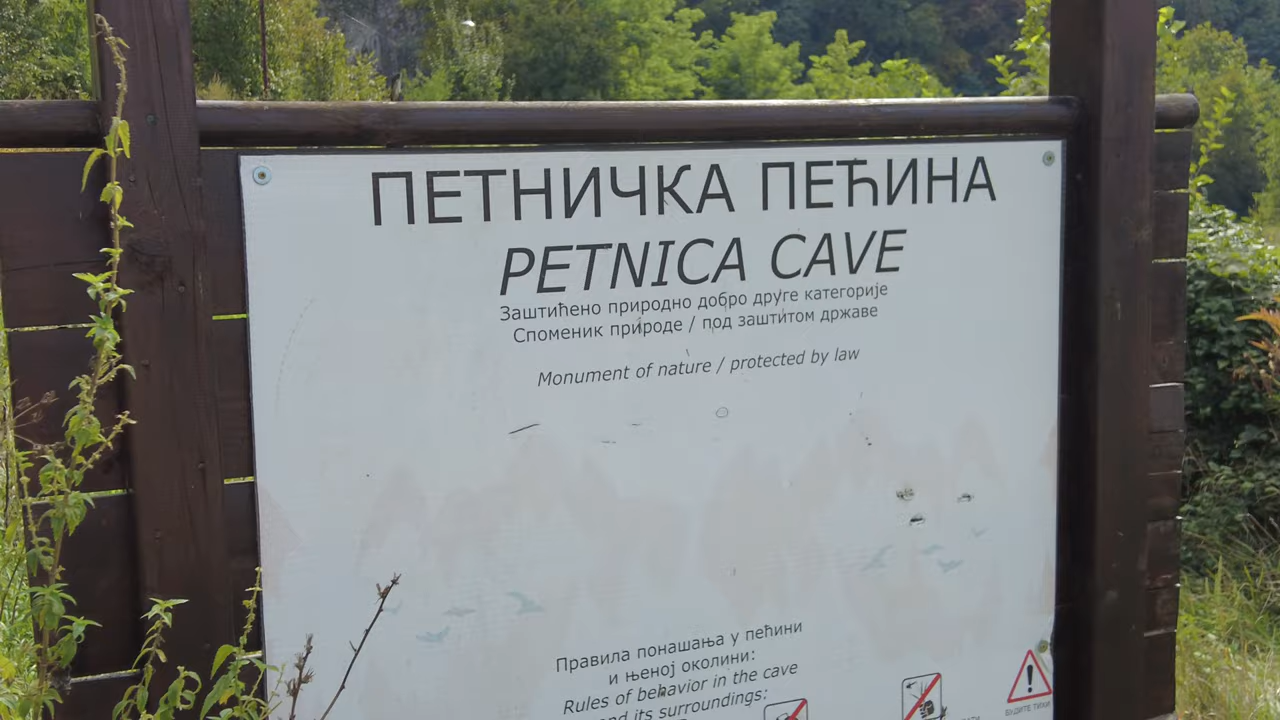 ПЕТНИЧКА ПЕЋИНА
PETNICA CAVE
Заштићено природно добро друге категорије
Споменик природе / под заштитом државе
Monument of nature / protected by law
Правила понашања у пећини
и њеној околини:
Rules of behavior in the cave
and its surroundings:
БУДИТЕ ТИХИ